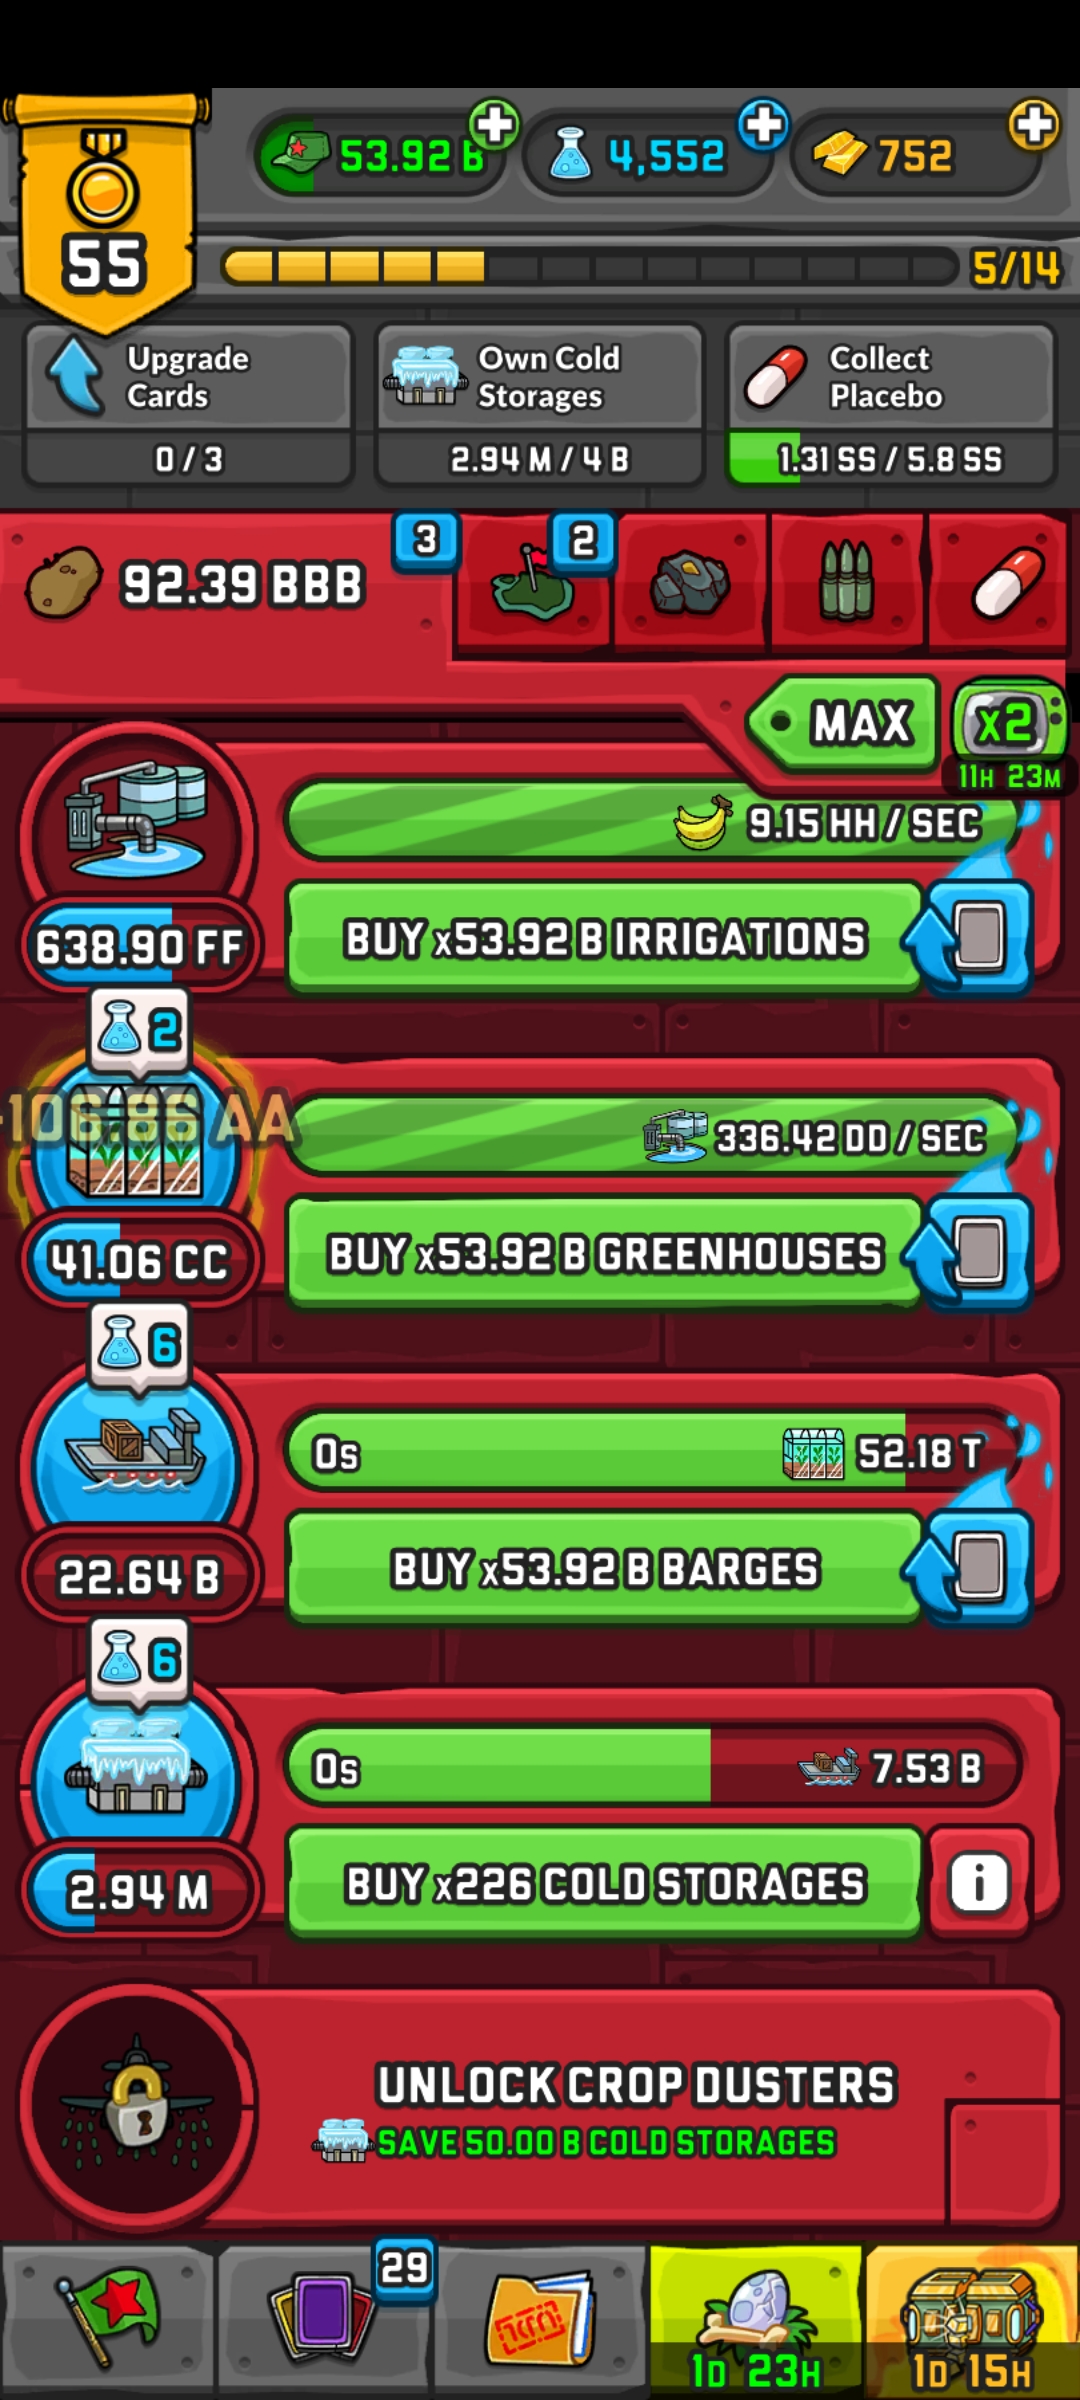 53.92 B
4,552
752
55
5/14
Upgrade
Cards
0 / 3
Own Cold
Storages
2.94 M / 4 B
Collect
Placebo
1.31 SS / 5.8 SS
92.39 BBB
3
2
MAX
x2
11H 23M
9.15 HH / SEC
638.90 FF
BUY x53.92 B IRRIGATIONS
2
106.86 AA
336.42 DD / SEC
41.06 CC
BUY x53.92 B GREENHOUSES
6
0s
52.18 T
22.64 B
BUY x53.92 B BARGES
6
0s
7.53 B
2.94 M
BUY x226 COLD STORAGES
i
UNLOCK CROP DUSTERS
SAVE 50.00 B COLD STORAGES
29
1D 23H
1D 15H